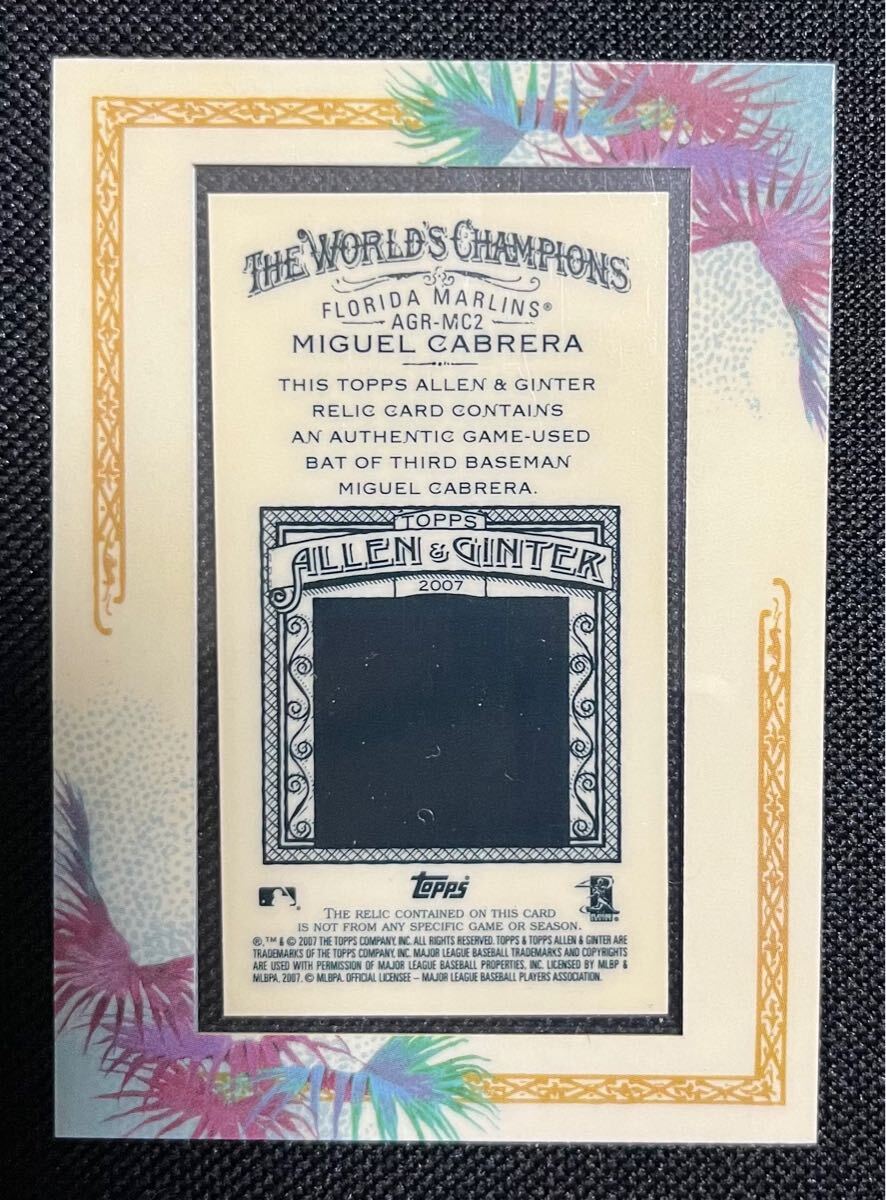 THE WORLD'S CHAMPIONS
FLORIDA MARLINS®
AGR-MC2
MIGUEL CABRERA
THIS TOPPS ALLEN & GINTER
RELIC CARD CONTAINS
AN AUTHENTIC GAME-USED
BAT OF THIRD BASEMAN
MIGUEL CABRERA.
TOPPS
ALLEN & GINTER
2007
topps
THE RELIC CONTAINED ON THIS CARD
IS NOT FROM ANY SPECIFIC GAME OR SEASON.
®,™ & © 2007 THE TOPPS COMPANY, INC. ALL RIGHTS RESERVED. TOPPS & TOPPS ALLEN & GINTER ARE
TRADEMARKS OF THE TOPPS COMPANY, INC. MAJOR LEAGUE BASEBALL TRADEMARKS AND COPYRIGHTS
ARE USED WITH PERMISSION OF MAJOR LEAGUE BASEBALL PROPERTIES, INC. LICENSED BY MLBP &
MLBPA. 2007. © MLBPA. OFFICIAL LICENSEE – MAJOR LEAGUE BASEBALL PLAYERS ASSOCIATION.